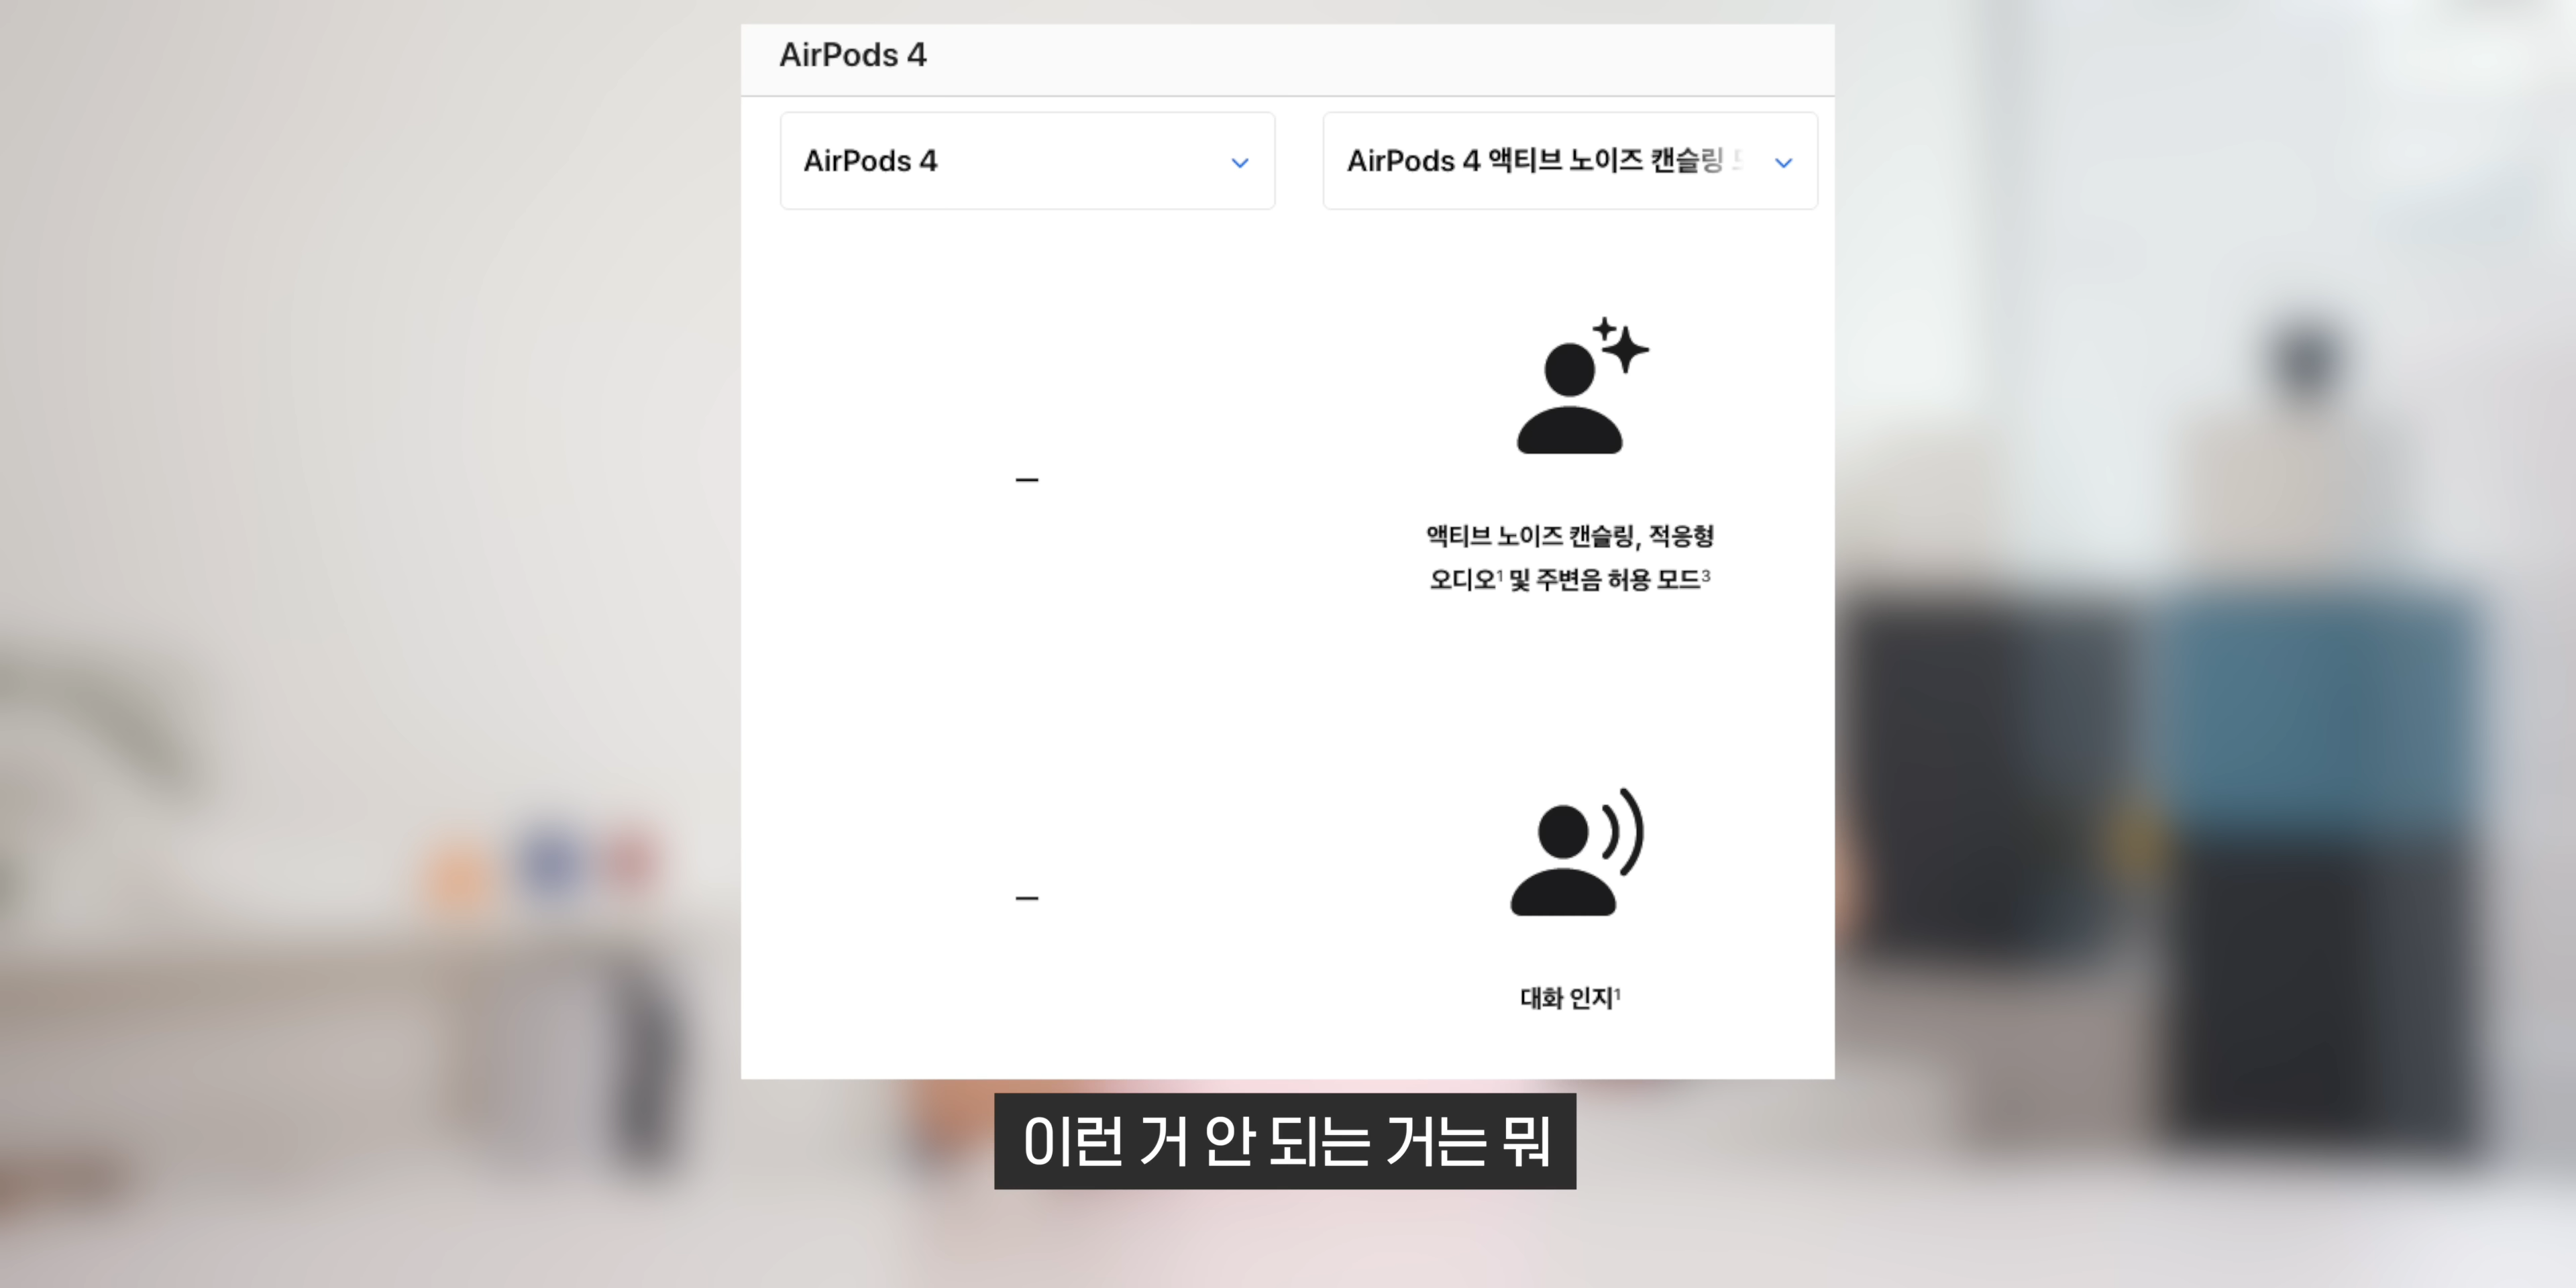 AirPods 4
AirPods 4
AirPods 4 액티브 노이즈 캔슬링
–
액티브 노이즈 캔슬링, 적응형
오디오¹ 및 주변음 허용 모드³
–
대화 인지¹
이런 거 안 되는 거는 뭐